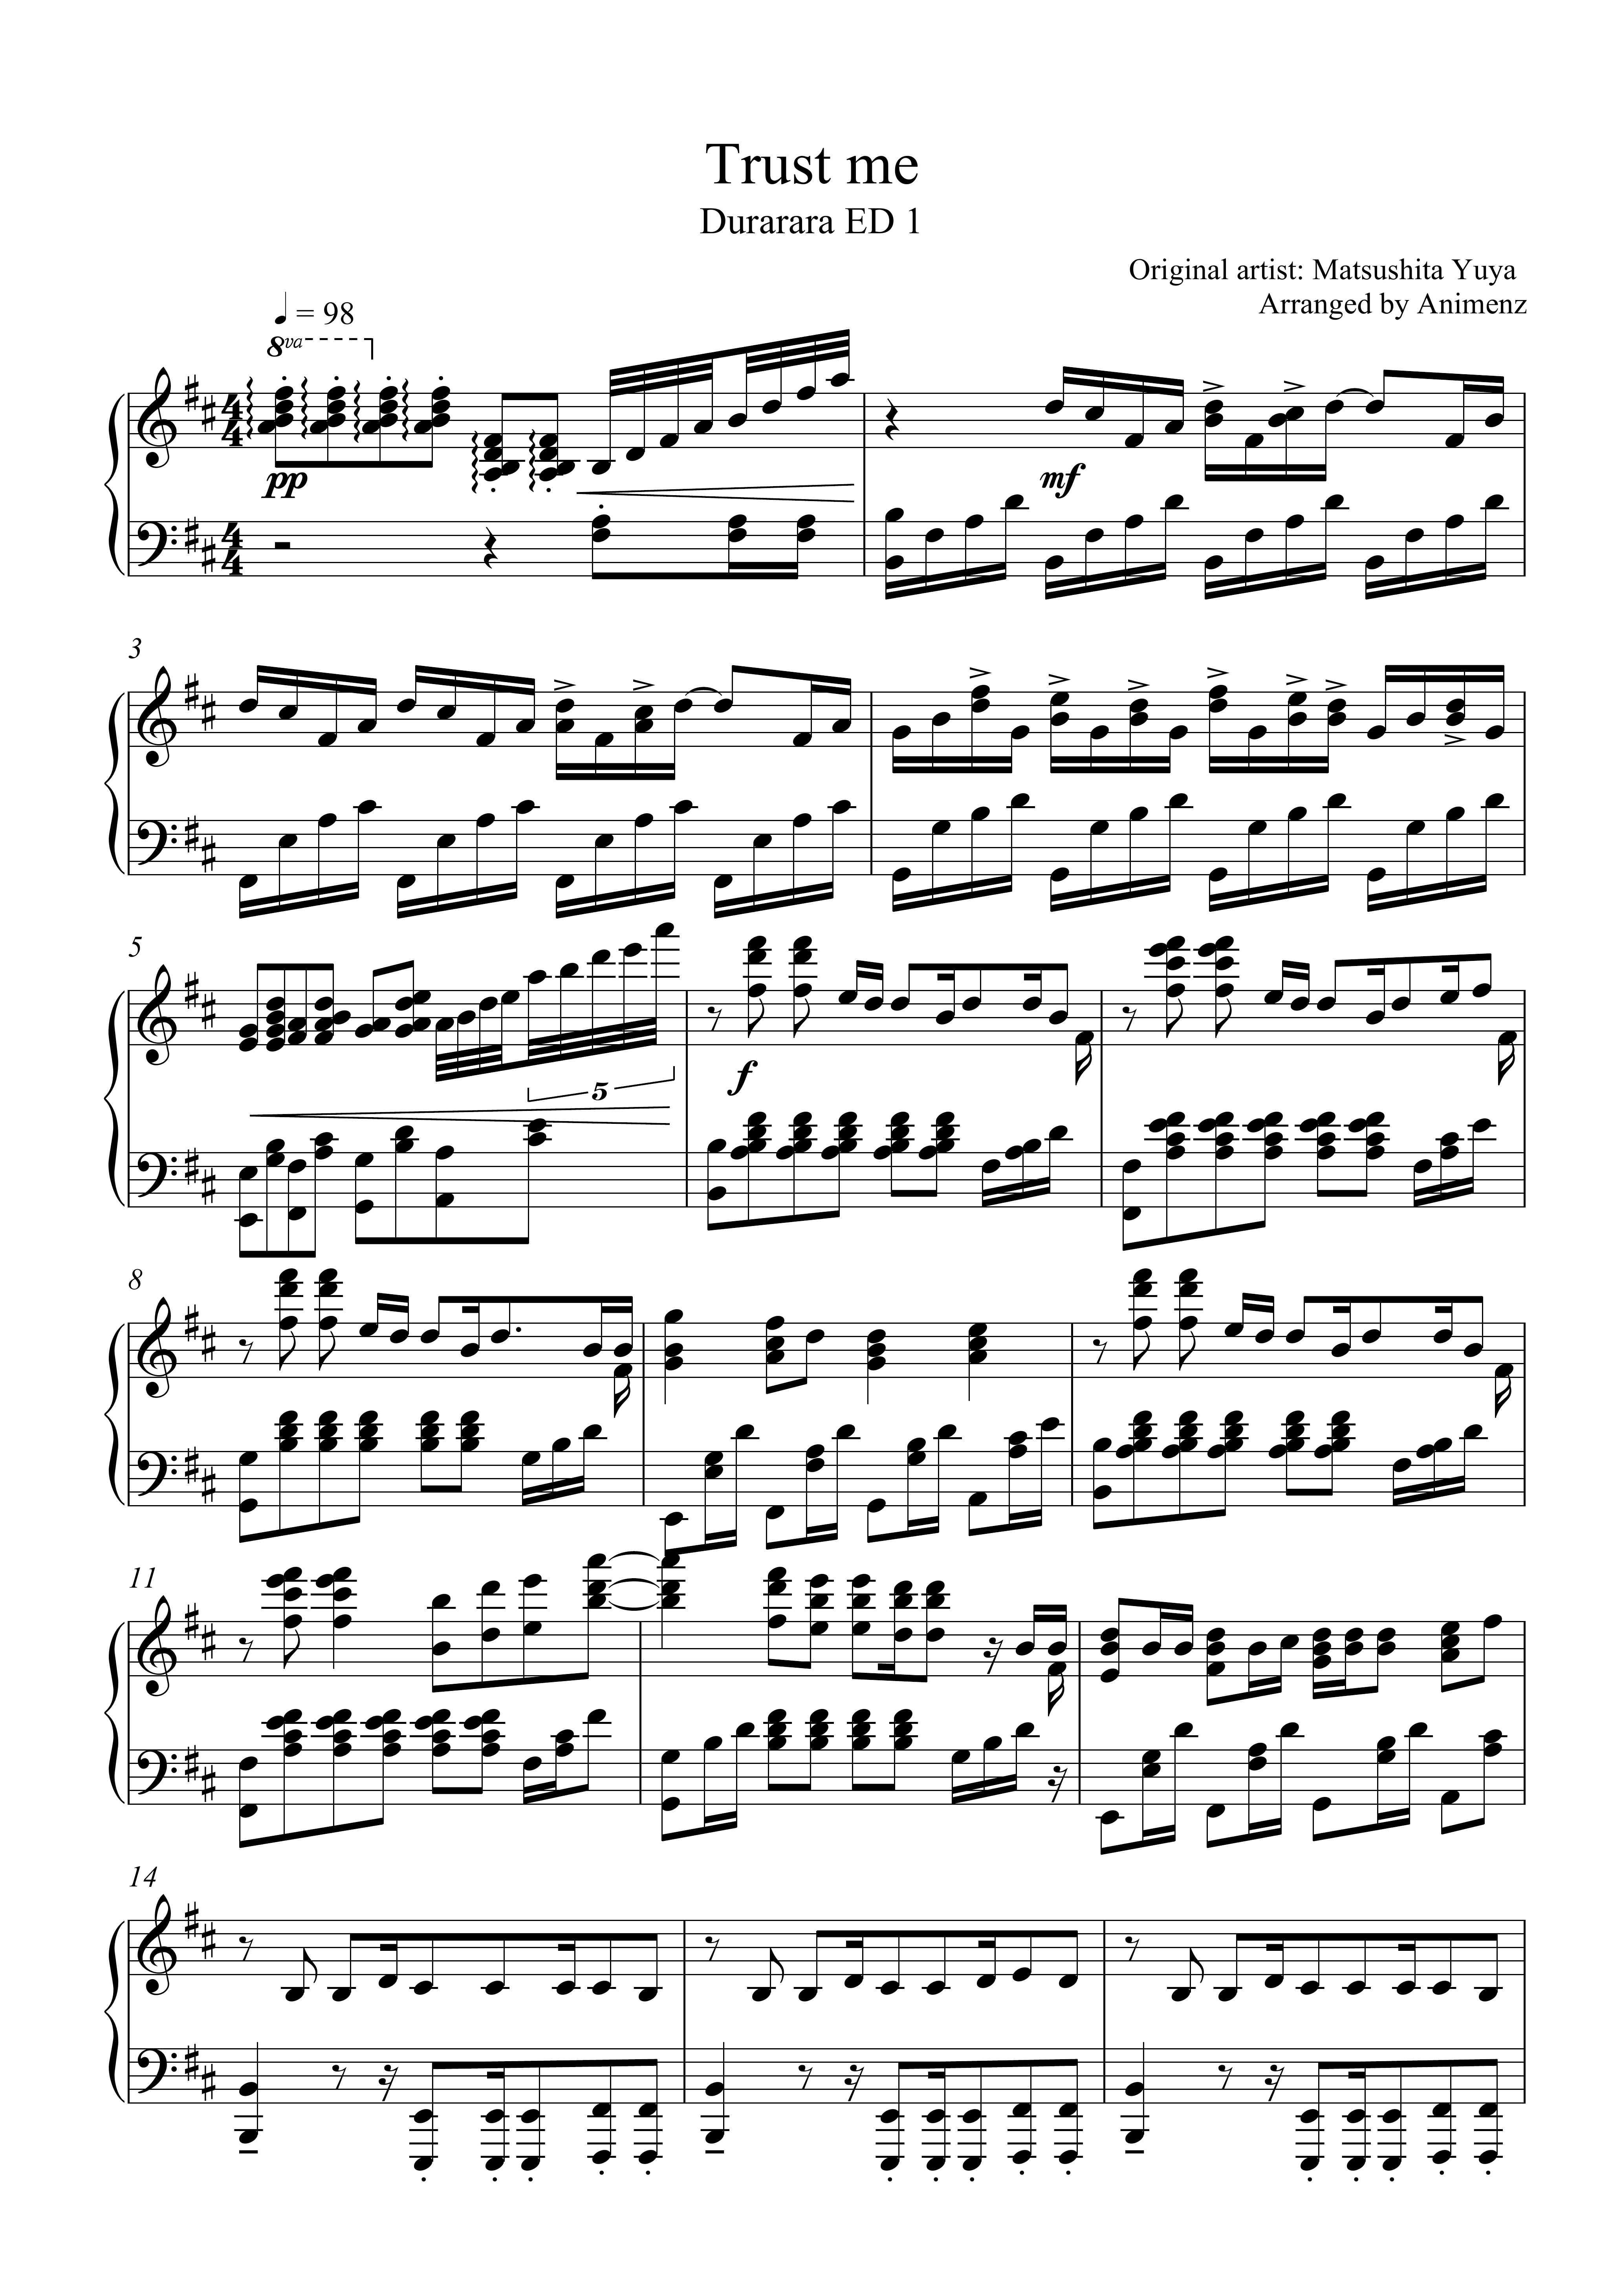 Trust me
Durarara ED 1
Original artist: Matsushita Yuya
Arranged by Animenz
♩ = 98
8va
pp
mf
3
5
5
f
8
11
14